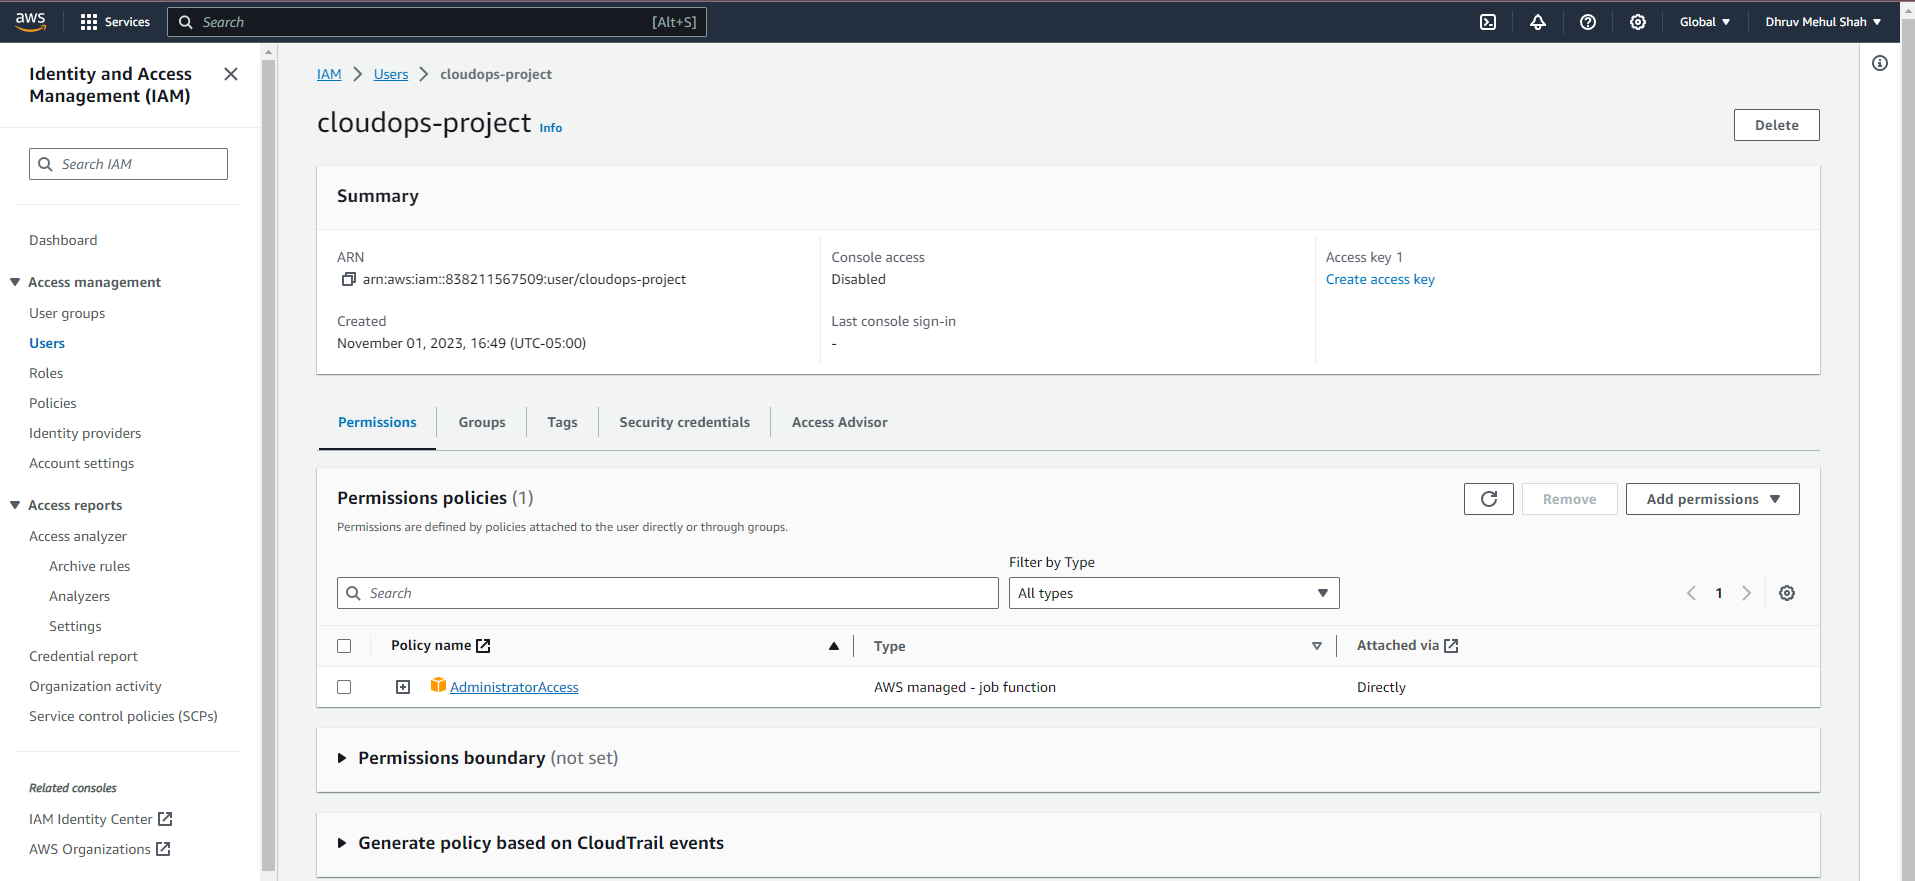 aws
Services
Search
[Alt+S]
Global
Dhruv Mehul Shah
Identity and Access
Management (IAM)
Search IAM
Dashboard
Access management
User groups
Users
Roles
Policies
Identity providers
Account settings
Access reports
Access analyzer
Archive rules
Analyzers
Settings
Credential report
Organization activity
Service control policies (SCPs)
Related consoles
IAM Identity Center
AWS Organizations
IAM > Users > cloudops-project
cloudops-project Info
Delete
Summary
ARN
arn:aws:iam::838211567509:user/cloudops-project
Created
November 01, 2023, 16:49 (UTC-05:00)
Console access
Disabled
Last console sign-in
-
Access key 1
Create access key
Permissions
Groups
Tags
Security credentials
Access Advisor
Permissions policies (1)
Permissions are defined by policies attached to the user directly or through groups.
Remove
Add permissions
Filter by Type
Search
All types
1
Policy name
Type
Attached via
AdministratorAccess
AWS managed - job function
Directly
Permissions boundary (not set)
Generate policy based on CloudTrail events